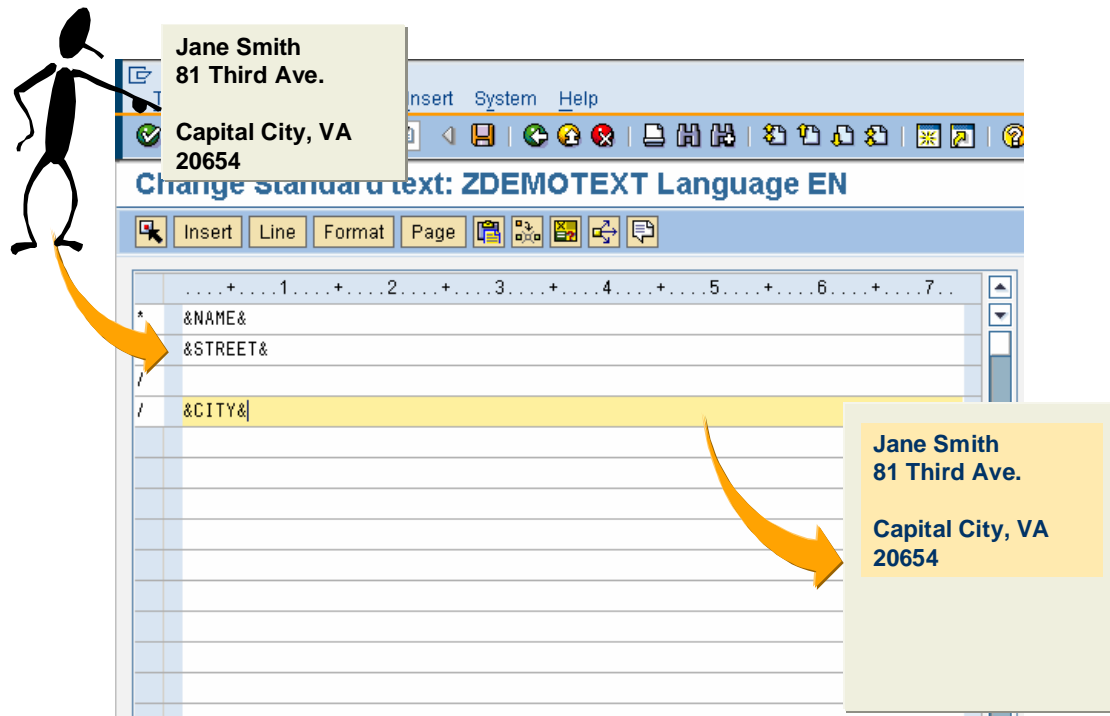 Jane Smith
81 Third Ave.
Capital City, VA
20654
Insert System Help
Change Standard text: ZDEMOTEXT Language EN
Insert Line Format Page
....+....1....+....2....+....3....+....4....+....5....+....6....+....7..
* &NAME&
&STREET&
/
/ &CITY&
Jane Smith
81 Third Ave.
Capital City, VA
20654